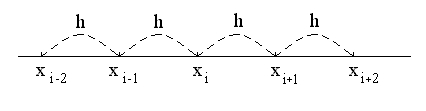 h h h h
x i-2 x i-1 x i x i+1 x i+2